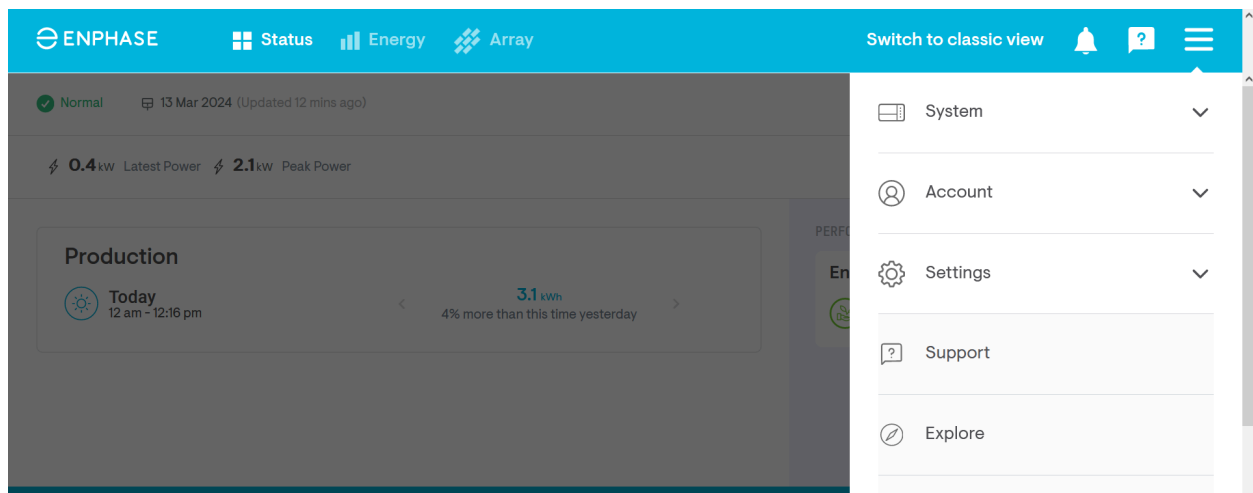 ENPHASE Status Energy Array Switch to classic view
Normal 13 Mar 2024 (Updated 12 mins ago)
0.4 kW Latest Power 2.1 kW Peak Power
Production
Today
12 am - 12:16 pm
3.1 kWh
4% more than this time yesterday
System
Account
Settings
Support
Explore